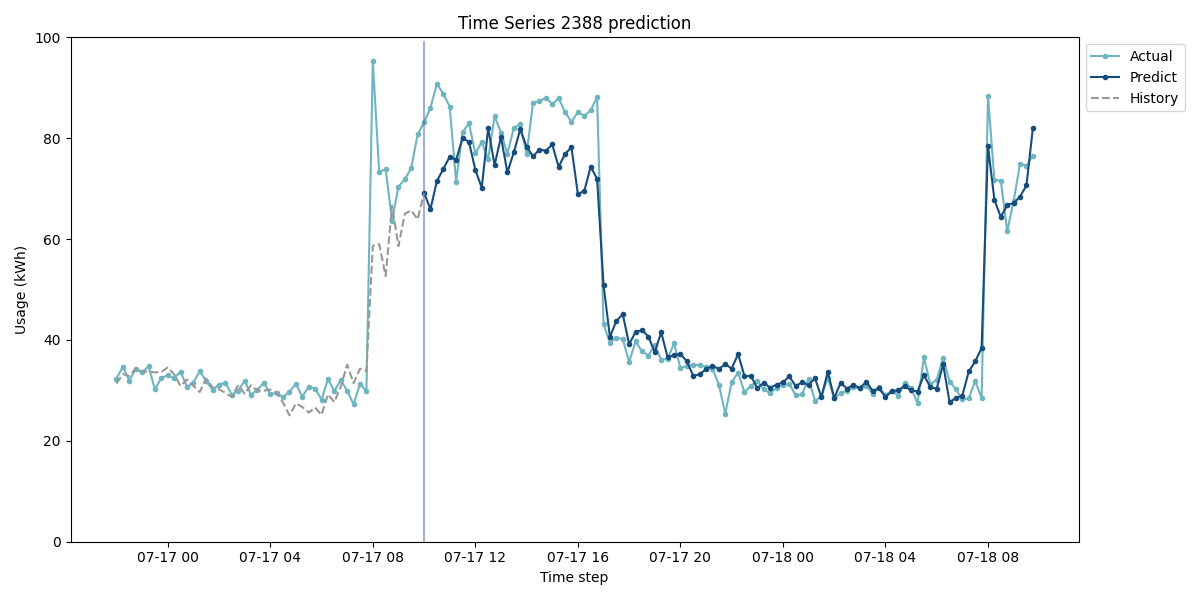 Time Series 2388 prediction
100
80
60
40
20
0
Usage (kWh)
07-17 00
07-17 04
07-17 08
07-17 12
07-17 16
07-17 20
07-18 00
07-18 04
07-18 08
Time step
Actual
Predict
History